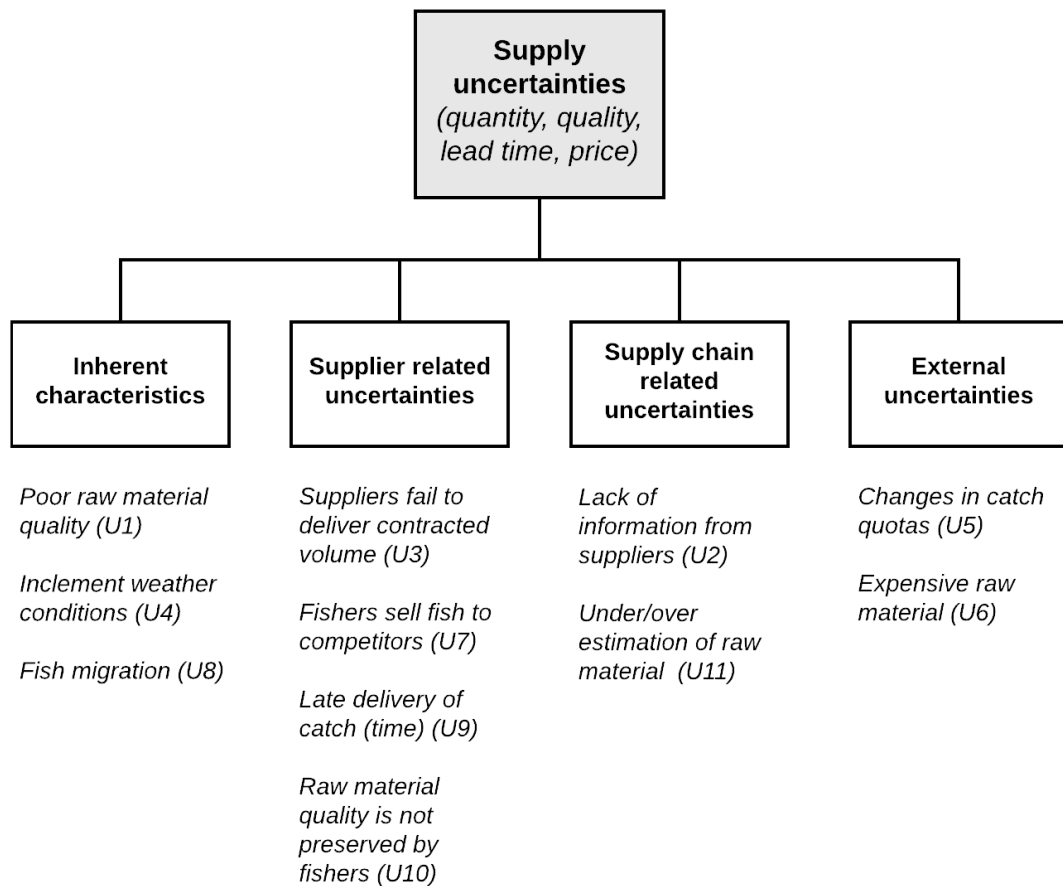 Supply
uncertainties
(quantity, quality,
lead time, price)
Inherent
characteristics
Supplier related
uncertainties
Supply chain
related
uncertainties
External
uncertainties
Poor raw material
quality (U1)
Inclement weather
conditions (U4)
Fish migration (U8)
Suppliers fail to
deliver contracted
volume (U3)
Fishers sell fish to
competitors (U7)
Late delivery of
catch (time) (U9)
Raw material
quality is not
preserved by
fishers (U10)
Lack of
information from
suppliers (U2)
Under/over
estimation of raw
material  (U11)
Changes in catch
quotas (U5)
Expensive raw
material (U6)